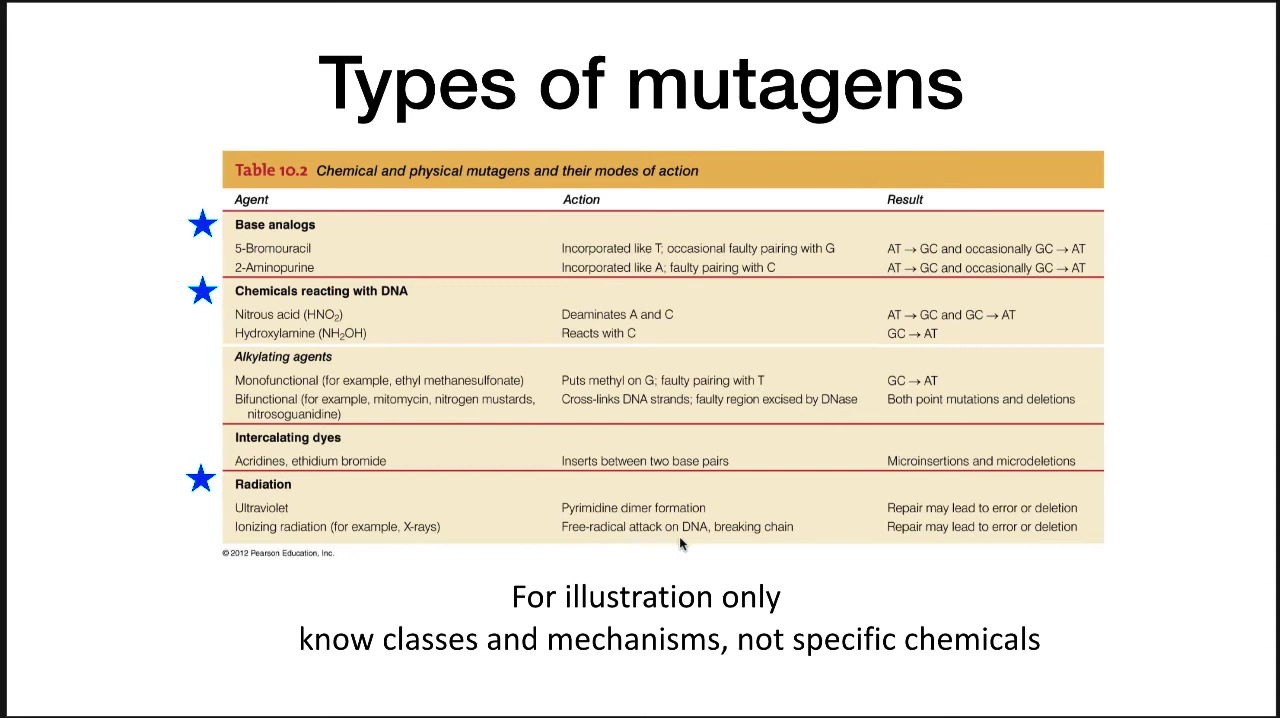 Types of mutagens
Table 10.2 Chemical and physical mutagens and their modes of action
Agent Action Result
Base analogs
5-Bromouracil Incorporated like T; occasional faulty pairing with G AT → GC and occasionally GC → AT
2-Aminopurine Incorporated like A; faulty pairing with C AT → GC and occasionally GC → AT
Chemicals reacting with DNA
Nitrous acid (HNO₂) Deaminates A and C AT → GC and GC → AT
Hydroxylamine (NH₂OH) Reacts with C GC → AT
Alkylating agents
Monofunctional (for example, ethyl methanesulfonate) Puts methyl on G; faulty pairing with T GC → AT
Bifunctional (for example, mitomycin, nitrogen mustards, Cross-links DNA strands; faulty region excised by DNase Both point mutations and deletions
nitrosoguanidine)
Intercalating dyes
Acridines, ethidium bromide Inserts between two base pairs Microinsertions and microdeletions
Radiation
Ultraviolet Pyrimidine dimer formation Repair may lead to error or deletion
Ionizing radiation (for example, X-rays) Free-radical attack on DNA, breaking chain Repair may lead to error or deletion
© 2012 Pearson Education, Inc.
For illustration only
know classes and mechanisms, not specific chemicals